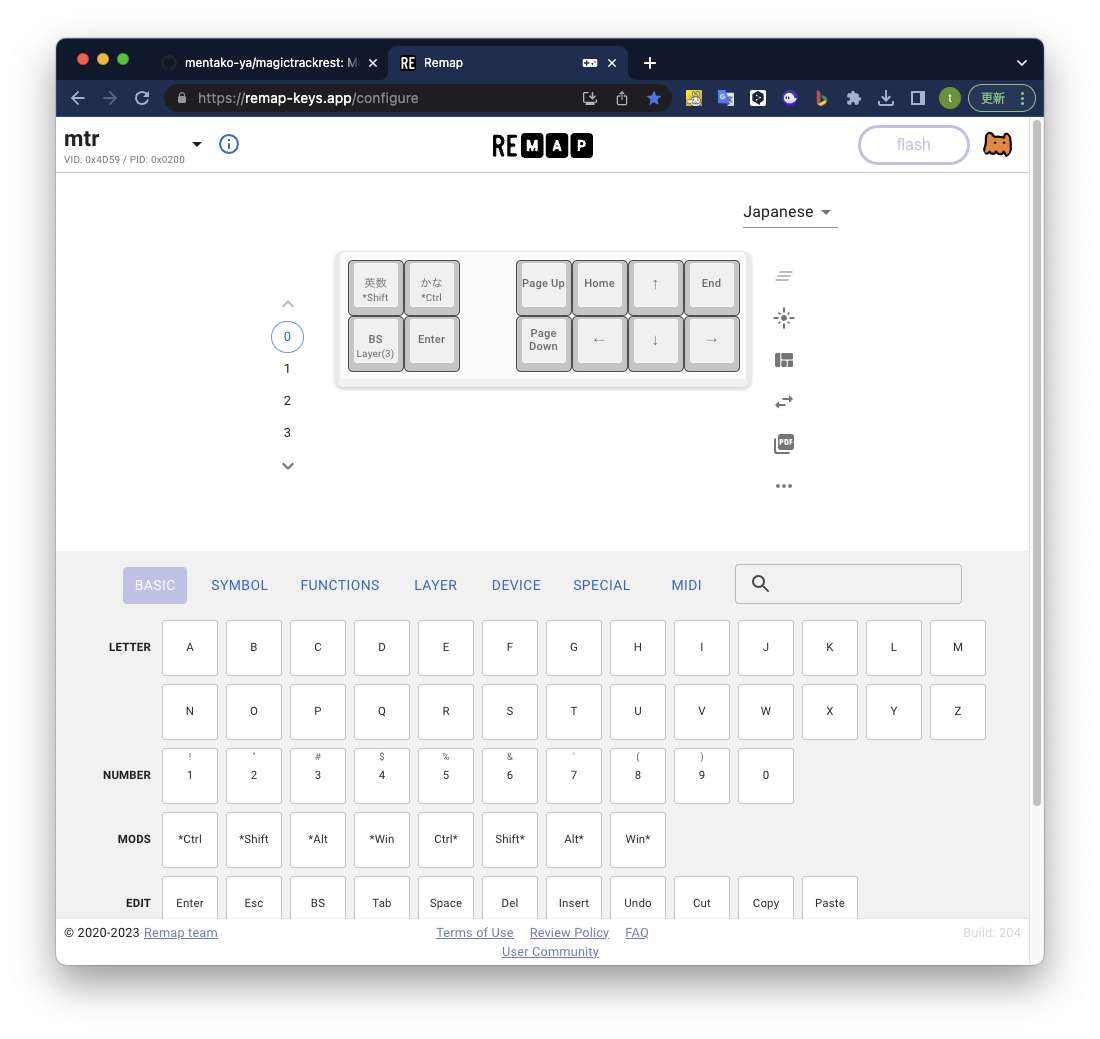 mentako-ya/magictrackrest: M
RE Remap
https://remap-keys.app/configure
t 更新
mtr
VID: 0x4D59 / PID: 0x0200
REMAP
flash
Japanese
英数 かな Page Up Home ↑ End
*Shift *Ctrl
BS Enter Page Down ← ↓ →
Layer(3)
0
1
2
3
PDF
BASIC SYMBOL FUNCTIONS LAYER DEVICE SPECIAL MIDI
LETTER A B C D E F G H I J K L M
N O P Q R S T U V W X Y Z
! " # $ % & ' ( )
NUMBER 1 2 3 4 5 6 7 8 9 0
MODS *Ctrl *Shift *Alt *Win Ctrl* Shift* Alt* Win*
EDIT Enter Esc BS Tab Space Del Insert Undo Cut Copy Paste
© 2020-2023 Remap team Terms of Use Review Policy FAQ Build: 204
User Community